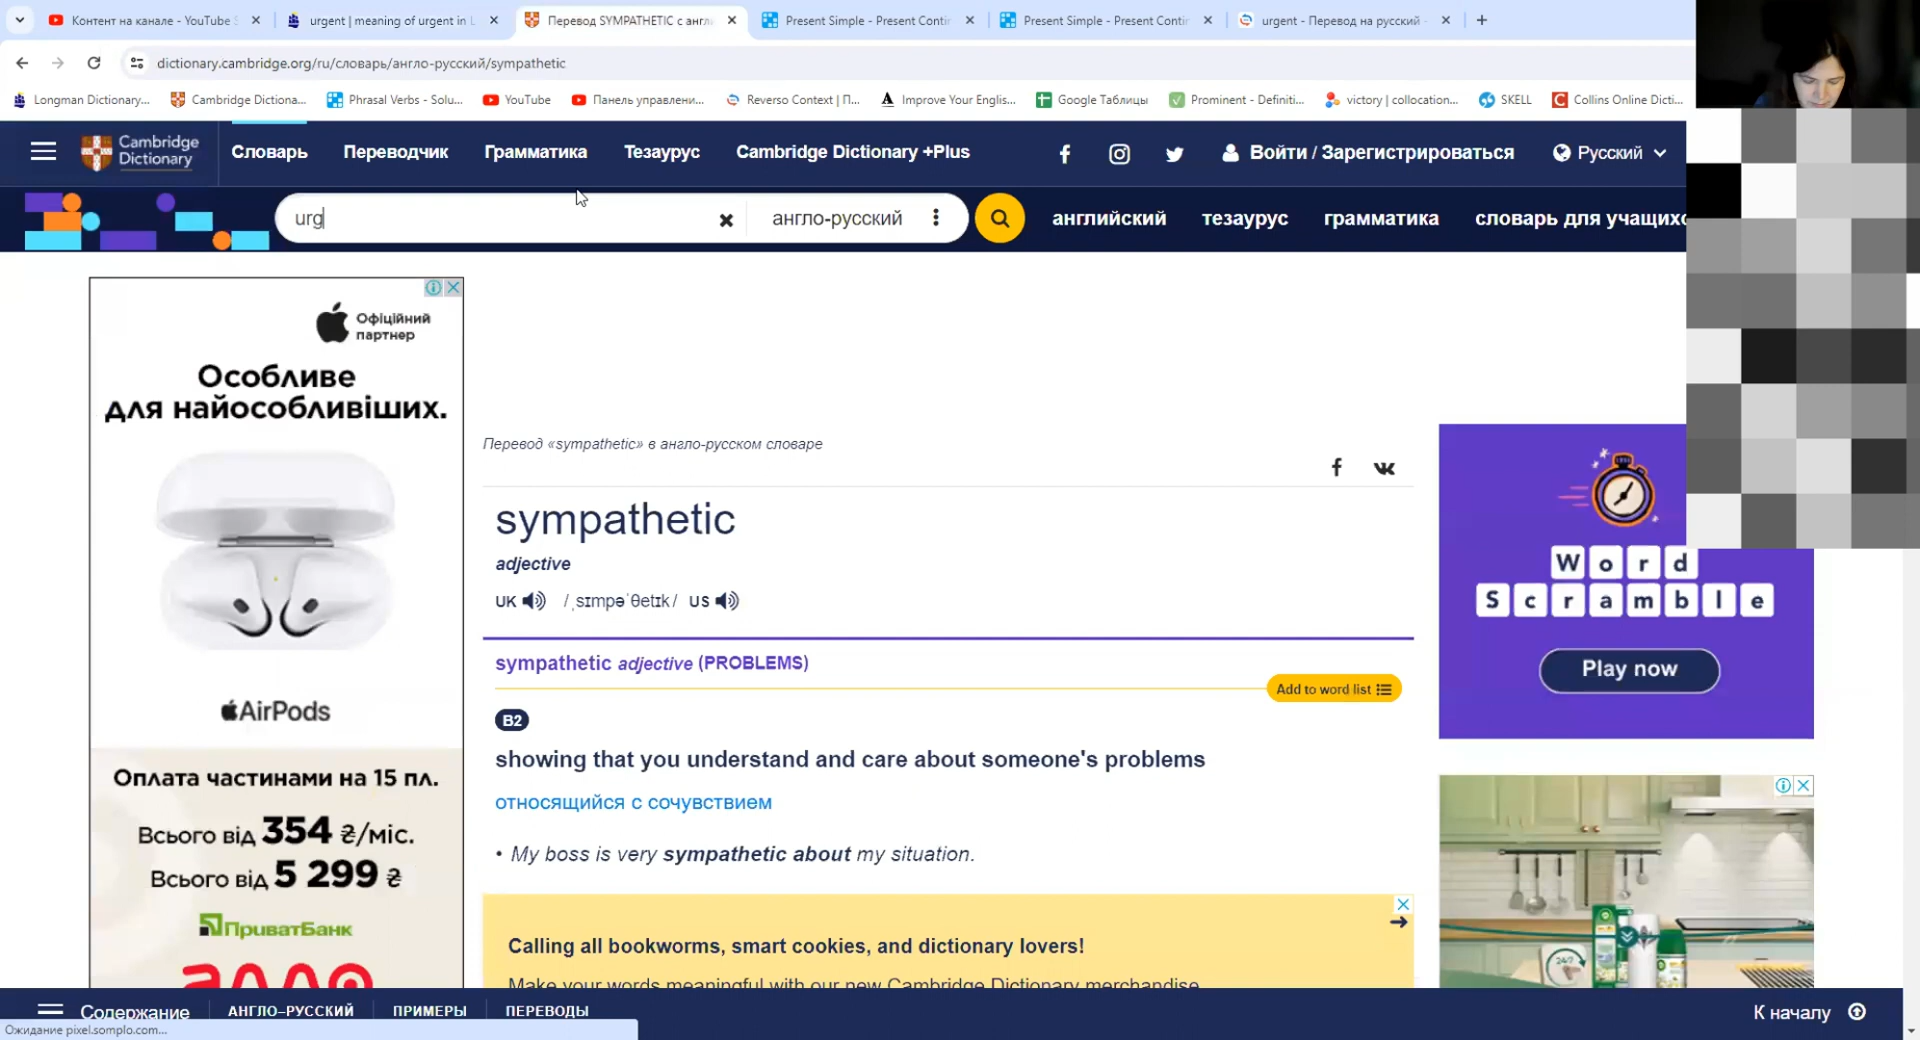 Контент на канале - YouTube S
urgent | meaning of urgent in L
Перевод SYMPATHETIC с англ
Present Simple - Present Contin
Present Simple - Present Contin
urgent - Перевод на русский -
dictionary.cambridge.org/ru/словарь/англо-русский/sympathetic
Longman Dictionary...
Cambridge Dictiona...
Phrasal Verbs - Solu...
YouTube
Панель управлени...
Reverso Context | П...
Improve Your Englis...
Google Таблицы
Prominent - Definiti...
victory | collocation...
SKELL
Collins Online Dicti...
Cambridge
Dictionary
Словарь
Переводчик
Грамматика
Тезаурус
Cambridge Dictionary +Plus
Войти / Зарегистрироваться
Русский
urg
англо-русский
английский
тезаурус
грамматика
словарь для учащихс
Офіційний
партнер
Особливе
для найособливіших.
AirPods
Оплата частинами на 15 пл.
Всього від 354 ₴/міс.
Всього від 5 299 ₴
ПриватБанк
алло
Перевод «sympathetic» в англо-русском словаре
sympathetic
adjective
UK /ˌsɪmpəˈθetɪk/ US
sympathetic adjective (PROBLEMS)
Add to word list
B2
showing that you understand and care about someone's problems
относящийся с сочувствием
• My boss is very sympathetic about my situation.
Calling all bookworms, smart cookies, and dictionary lovers!
Make your words meaningful with our new Cambridge Dictionary merchandise
Word
Scramble
Play now
24/7
Содержание
АНГЛО–РУССКИЙ
ПРИМЕРЫ
ПЕРЕВОДЫ
К началу
Ожидание pixel.somplo.com...